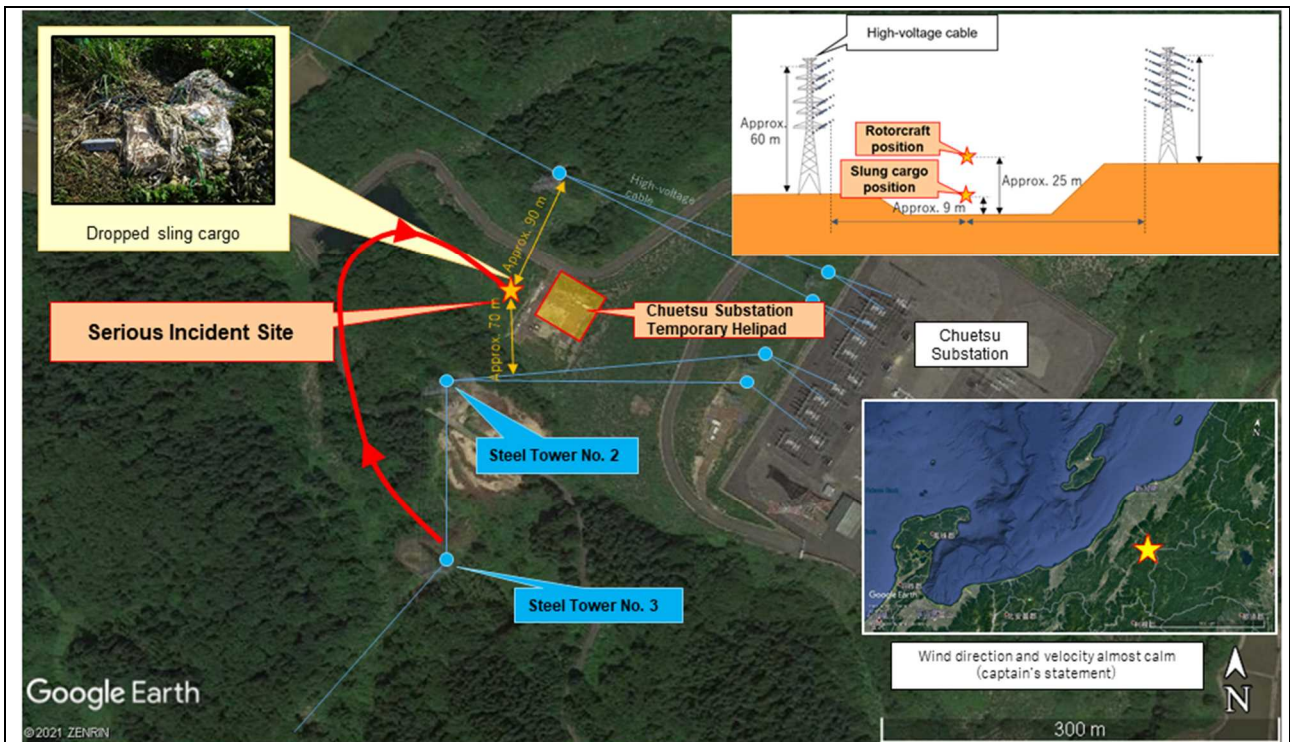 Dropped sling cargo
High-voltage cable
Approx.
60 m
Rotorcraft
position
Slung cargo
position
Approx. 25 m
Approx. 9 m
High-voltage
cable
Approx. 90 m
Serious Incident Site
Approx. 70 m
Chuetsu Substation
Temporary Helipad
Chuetsu
Substation
Steel Tower No. 2
Steel Tower No. 3
Google Earth
N
Wind direction and velocity almost calm
(captain's statement)
N
300 m
Google Earth
© 2021 ZENRIN